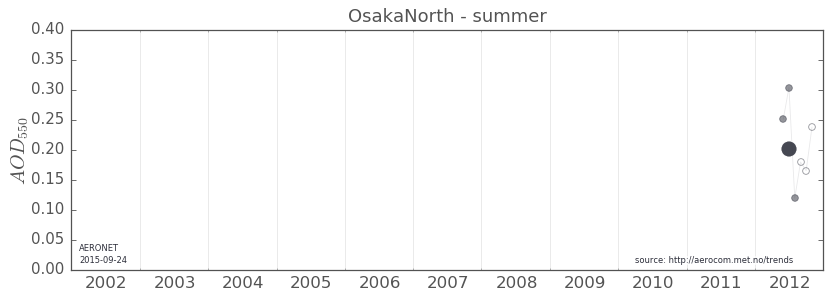 OsakaNorth - summer
0.40
0.35
0.30
0.25
0.20
0.15
0.10
0.05
0.00
AOD550
AERONET
2015-09-24
source: http://aerocom.met.no/trends
2002 2003 2004 2005 2006 2007 2008 2009 2010 2011 2012